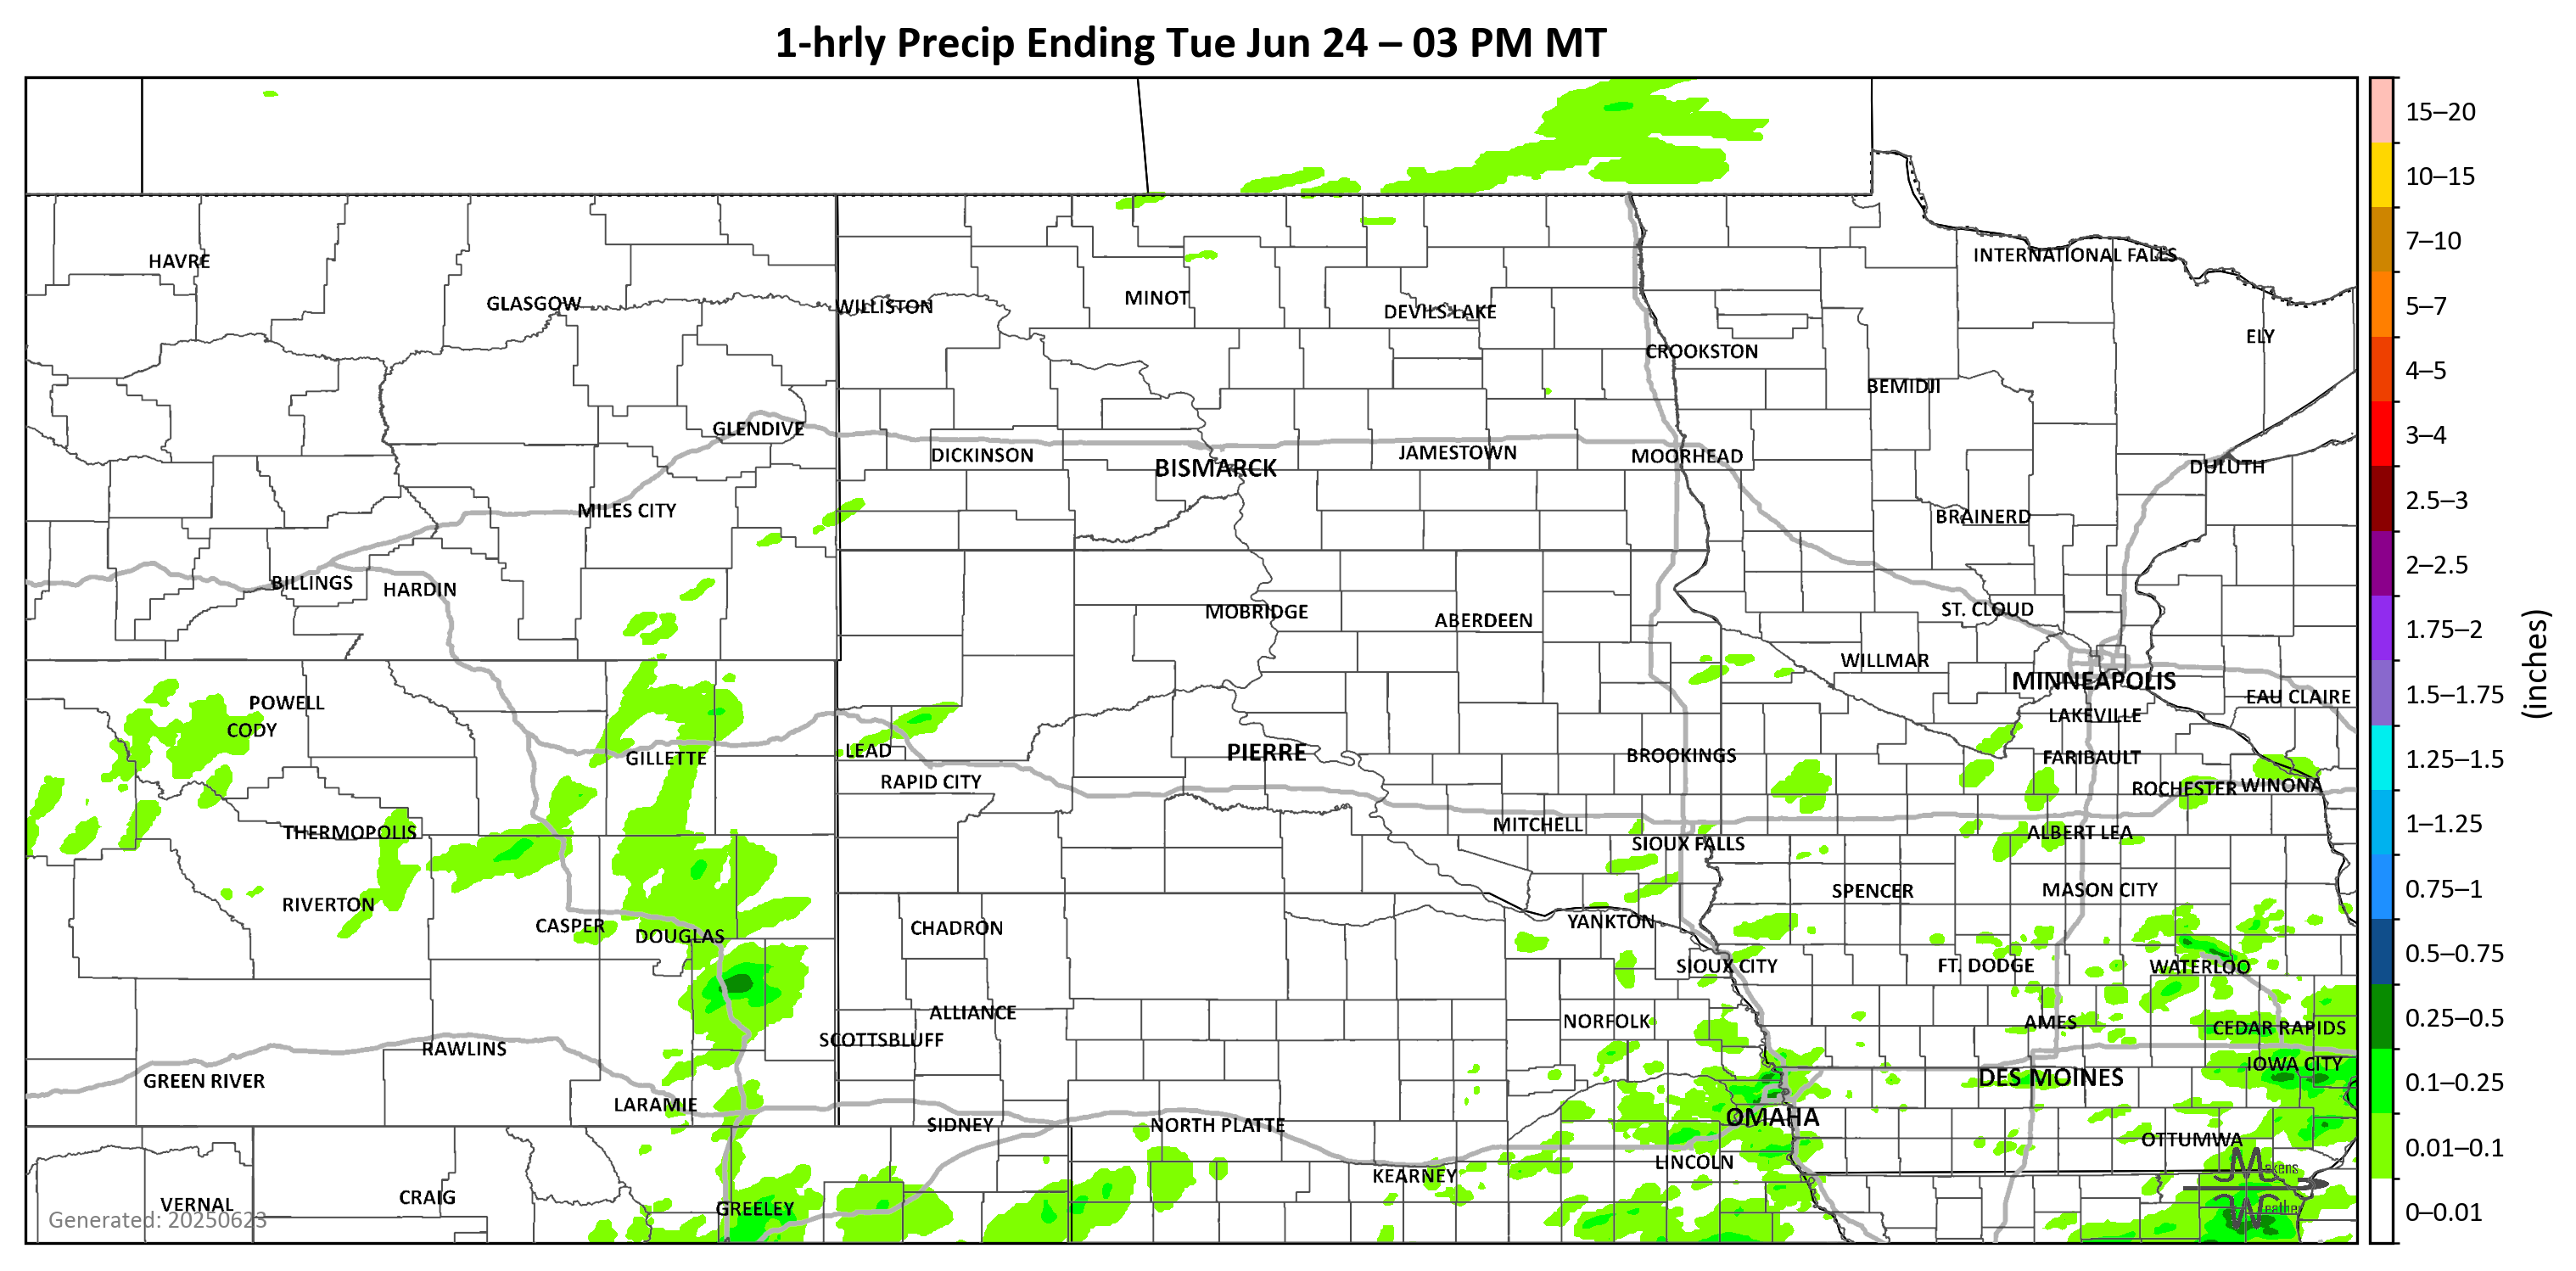 1-hrly Precip Ending Tue Jun 24 – 03 PM MT
15–20
10–15
HAVRE
INTERNATIONAL FALLS
7–10
GLASGOW
WILLISTON
MINOT
DEVILS LAKE
5–7
ELY
CROOKSTON
4–5
BEMIDJI
GLENDIVE
3–4
DICKINSON
BISMARCK
JAMESTOWN
MOORHEAD
DULUTH
2.5–3
MILES CITY
BRAINERD
2–2.5
BILLINGS
HARDIN
MOBRIDGE
ABERDEEN
ST. CLOUD
1.75–2
WILLMAR
MINNEAPOLIS
(inches)
POWELL
EAU CLAIRE
1.5–1.75
CODY
LAKEVILLE
LEAD
GILLETTE
PIERRE
BROOKINGS
FARIBAULT
1.25–1.5
RAPID CITY
ROCHESTER
WINONA
THERMOPOLIS
MITCHELL
ALBERT LEA
1–1.25
SIOUX FALLS
SPENCER
MASON CITY
0.75–1
RIVERTON
CASPER
DOUGLAS
CHADRON
YANKTON
SIOUX CITY
FT. DODGE
WATERLOO
0.5–0.75
ALLIANCE
NORFOLK
AMES
CEDAR RAPIDS
0.25–0.5
RAWLINS
SCOTTSBLUFF
GREEN RIVER
DES MOINES
IOWA CITY
0.1–0.25
LARAMIE
SIDNEY
NORTH PLATTE
OMAHA
OTTUMWA
0.01–0.1
KEARNEY
LINCOLN
VERNAL
CRAIG
GREELEY
Makens
Weather
Generated: 20250623
0–0.01